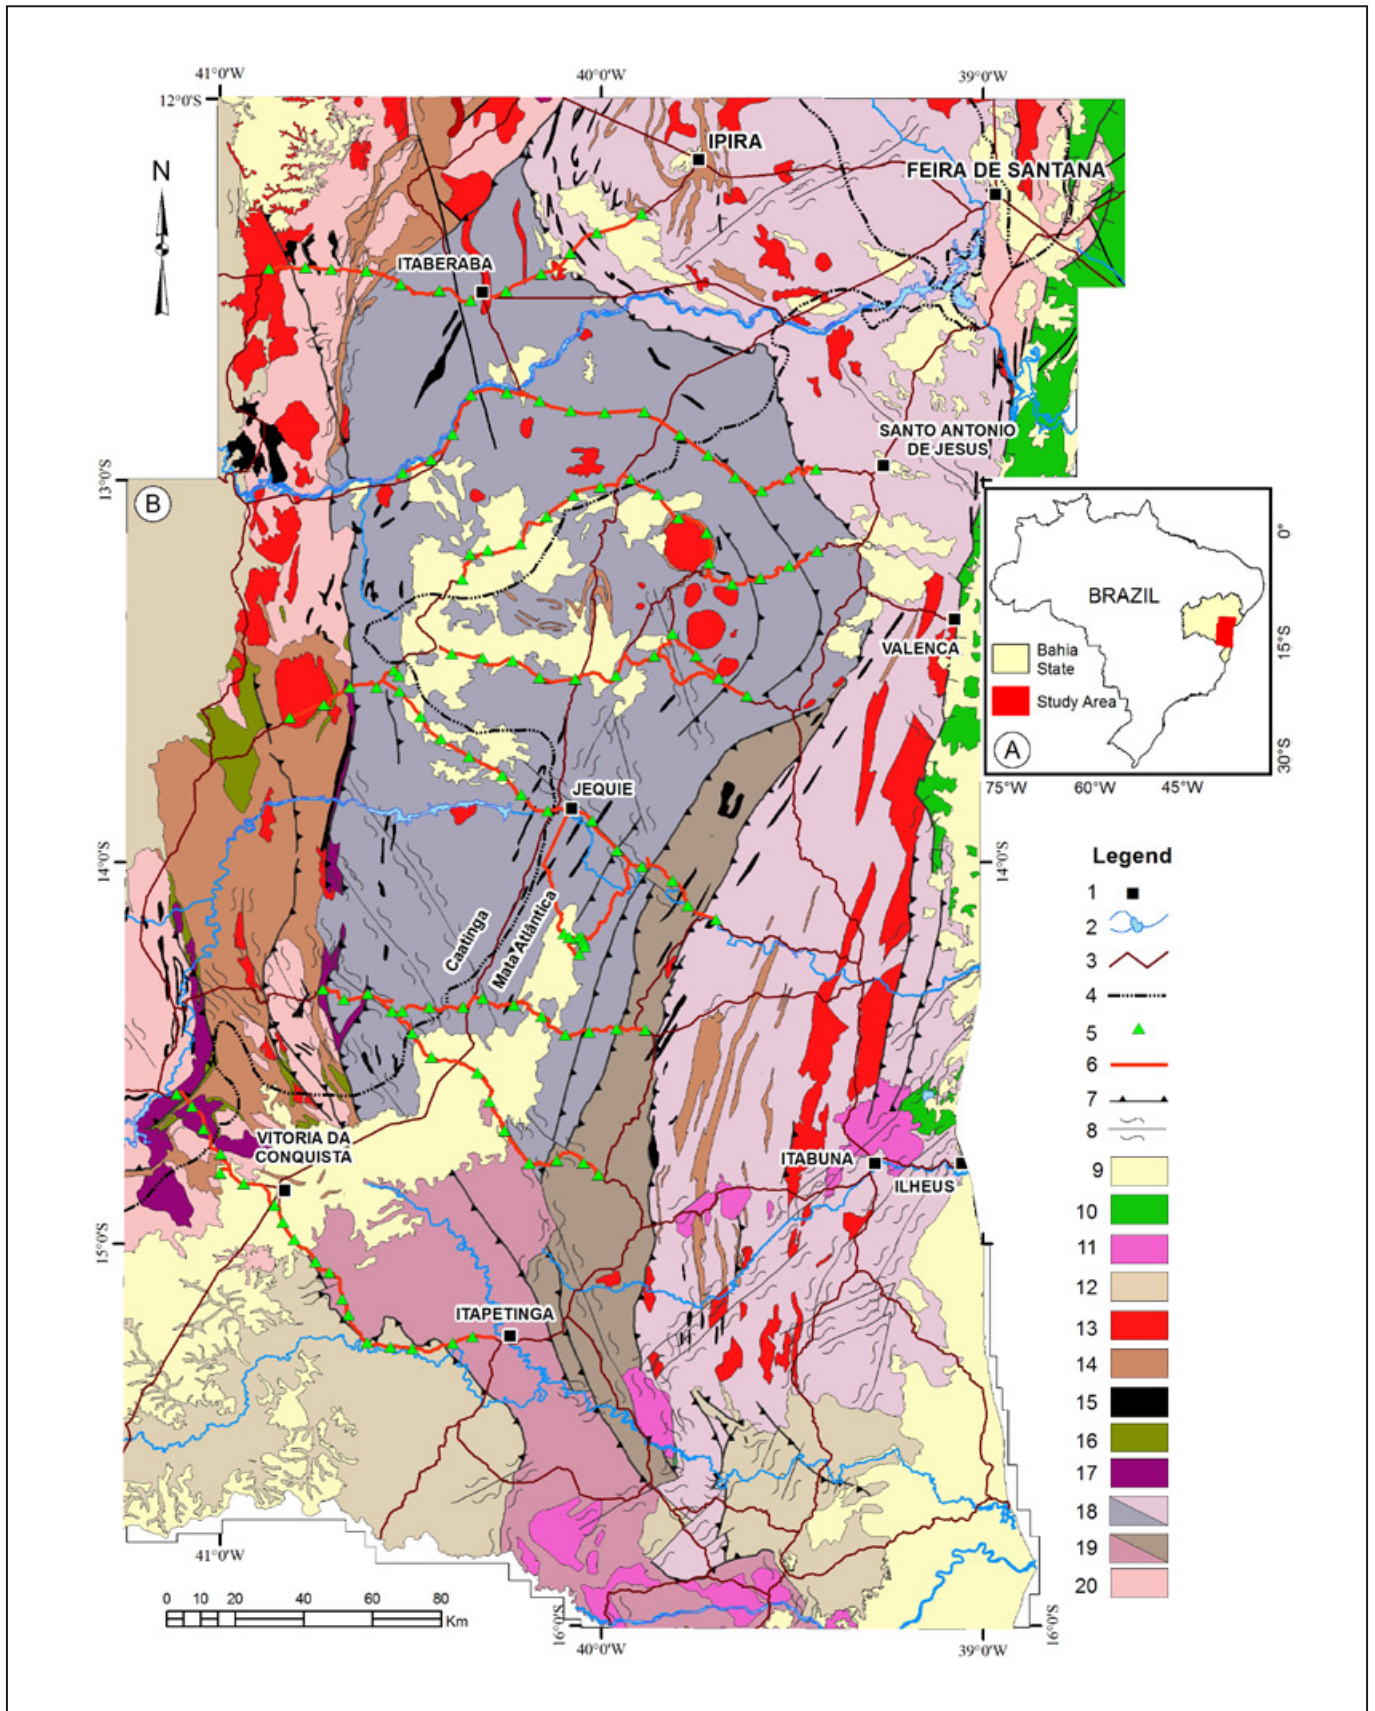 41°0'W
40°0'W
39°0'W
12°0'S
N
IPIRA
FEIRA DE SANTANA
ITABERABA
SANTO ANTONIO
DE JESUS
13°0'S
B
BRAZIL
VALENCA
Bahia
State
Study Area
A
0°
15°S
30°S
75°W
60°W
45°W
JEQUIE
14°0'S
14°0'S
Caatinga
Mata Atlântica
Legend
1
2
3
4
5
6
7
8
9
10
11
12
13
14
15
16
17
18
19
20
VITORIA DA
CONQUISTA
ITABUNA
ILHEUS
15°0'S
ITAPETINGA
41°0'W
0 10 20 40 60 80
Km
16°0'S
40°0'W
39°0'W
16°0'S